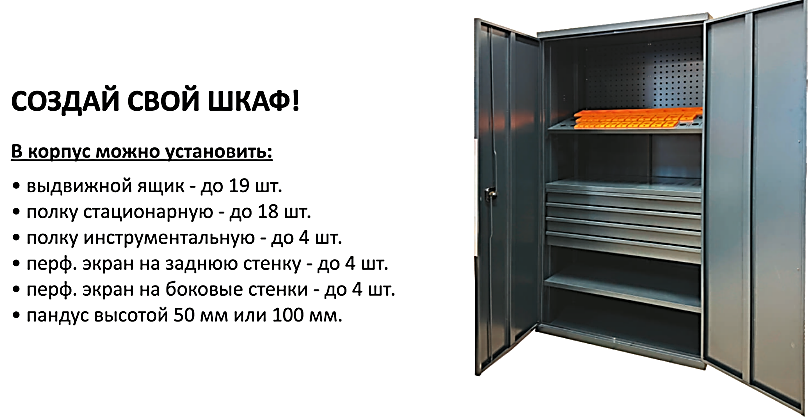 СОЗДАЙ СВОЙ ШКАФ!
В корпус можно установить:
• выдвижной ящик - до 19 шт.
• полку стационарную - до 18 шт.
• полку инструментальную - до 4 шт.
• перф. экран на заднюю стенку - до 4 шт.
• перф. экран на боковые стенки - до 4 шт.
• пандус высотой 50 мм или 100 мм.